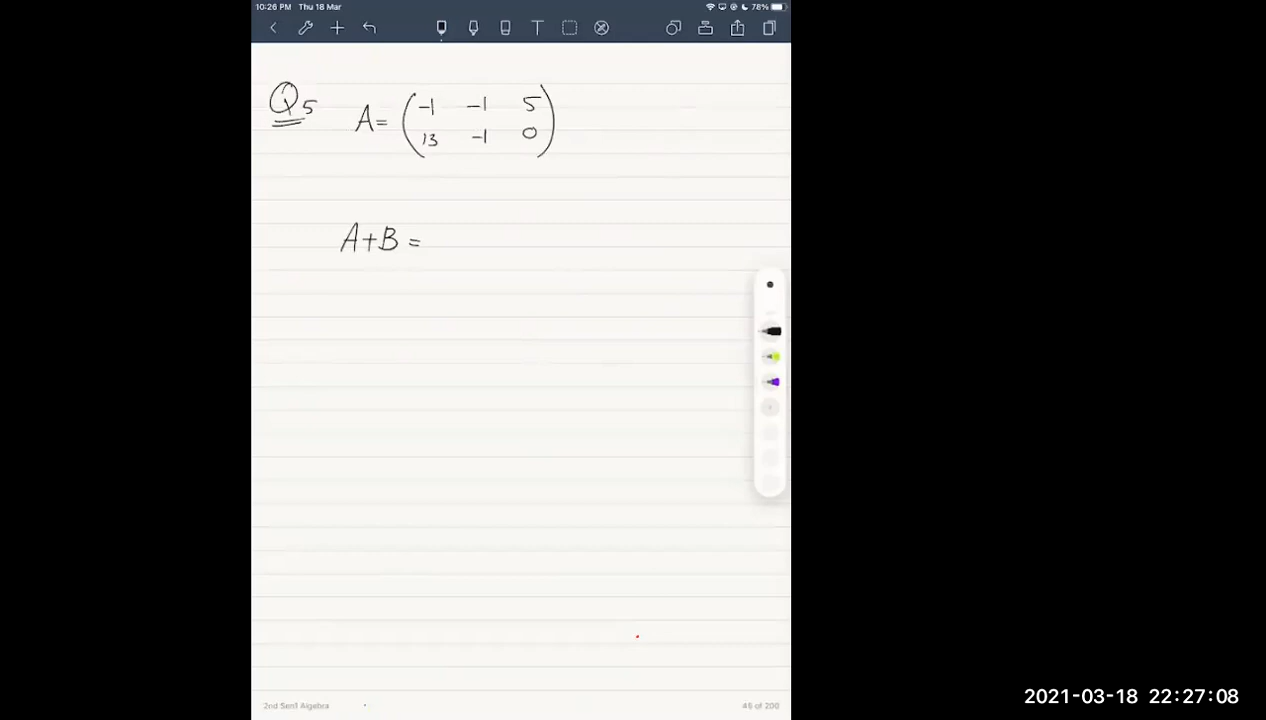 10:26 PM Thu 18 Mar 78%
T
Q5 A= ( -1 -1 5
13 -1 0 )
A+B =
2nd Sem1 Algebra 45 of 200
2021-03-18 22:27:08